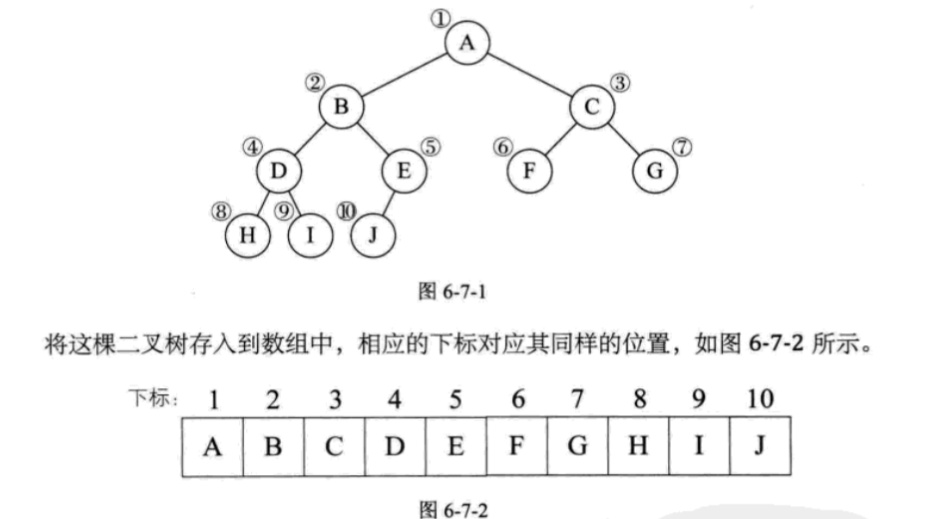 ①
A
②
③
B
C
④
⑤
⑥
⑦
D
E
F
G
⑧
⑨
⑩
H
I
J
图 6-7-1
将这棵二叉树存入到数组中，相应的下标对应其同样的位置，如图 6-7-2 所示。
下标： 1 2 3 4 5 6 7 8 9 10
A B C D E F G H I J
图 6-7-2